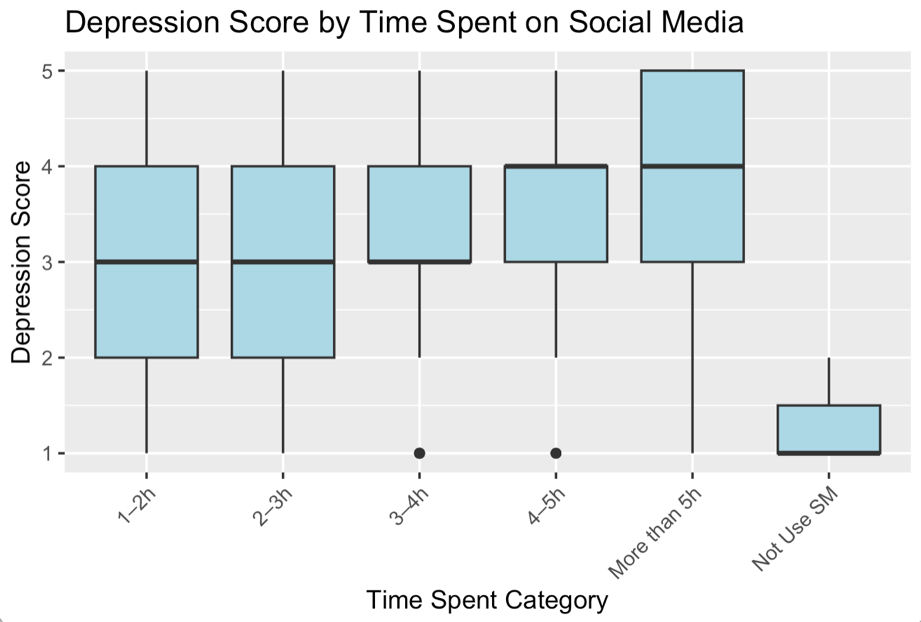 Depression Score by Time Spent on Social Media
Depression Score
5
4
3
2
1
1–2h
2–3h
3–4h
4–5h
More than 5h
Not Use SM
Time Spent Category